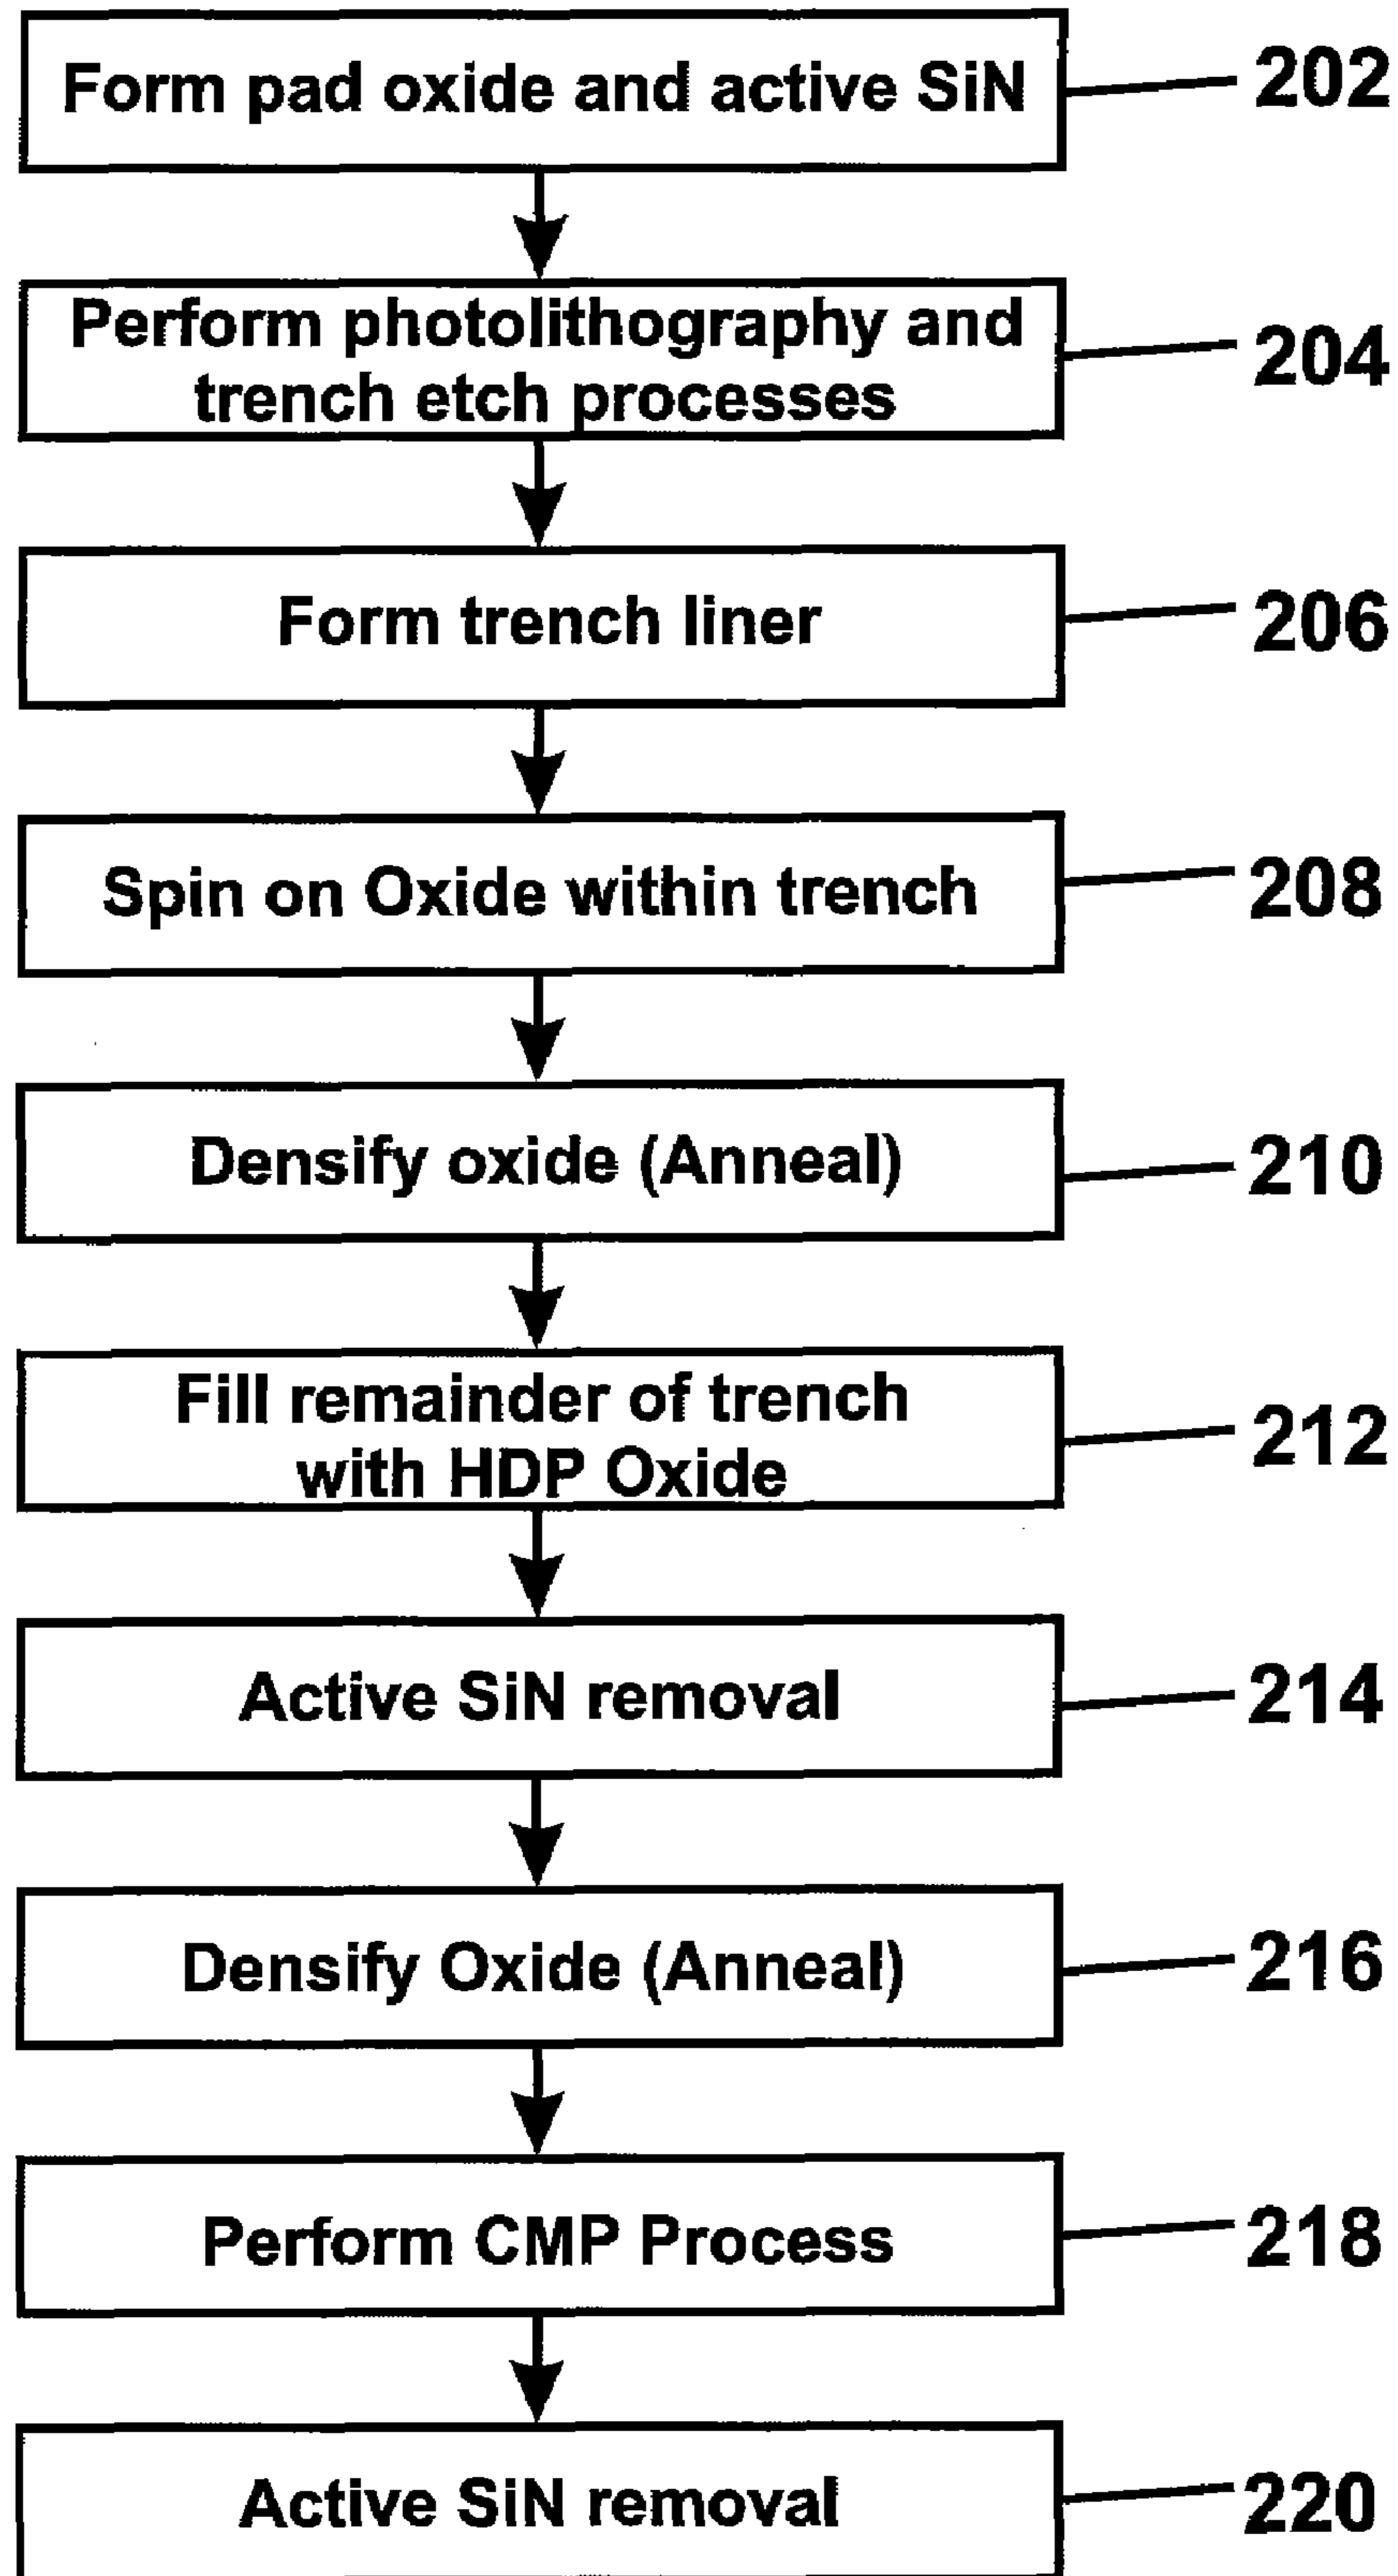 Form pad oxide and active SiN
202
Perform photolithography and
trench etch processes
204
Form trench liner
206
Spin on Oxide within trench
208
Densify oxide (Anneal)
210
Fill remainder of trench
with HDP Oxide
212
Active SiN removal
214
Densify Oxide (Anneal)
216
Perform CMP Process
218
Active SiN removal
220